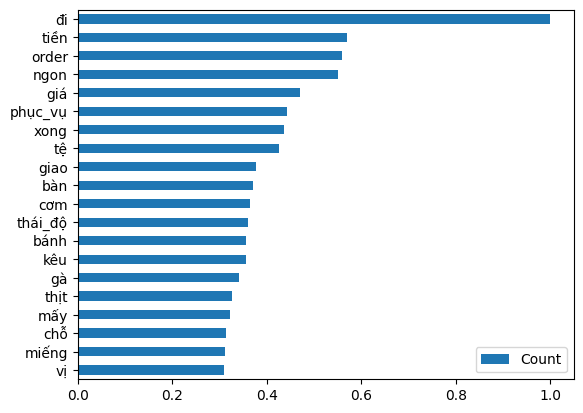 đi
tiền
order
ngon
giá
phục_vụ
xong
tệ
giao
bàn
cơm
thái_độ
bánh
kêu
gà
thịt
mấy
chỗ
miếng
vị
Count
0.0 0.2 0.4 0.6 0.8 1.0